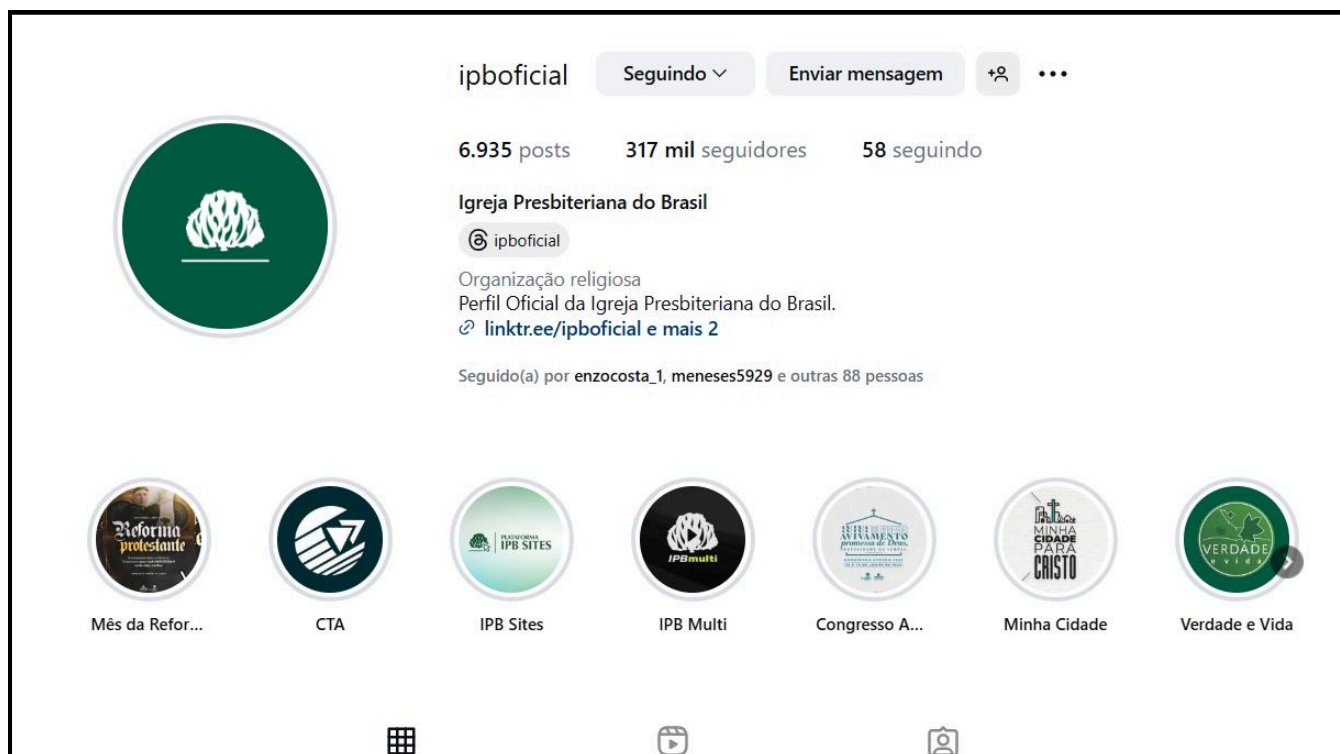 ipboficial Seguindo Enviar mensagem
6.935 posts 317 mil seguidores 58 seguindo
Igreja Presbiteriana do Brasil
ipboficial
Organização religiosa
Perfil Oficial da Igreja Presbiteriana do Brasil.
linktr.ee/ipboficial e mais 2
Seguido(a) por enzocosta_1, meneses5929 e outras 88 pessoas
Reforma
protestante
PLATAFORMA
IPB SITES
IPBmulti
AVIVAMENTO
promessa de Deus,
MINHA
CIDADE
PARA
CRISTO
VERDADE
e vida
Mês da Refor... CTA IPB Sites IPB Multi Congresso A... Minha Cidade Verdade e Vida